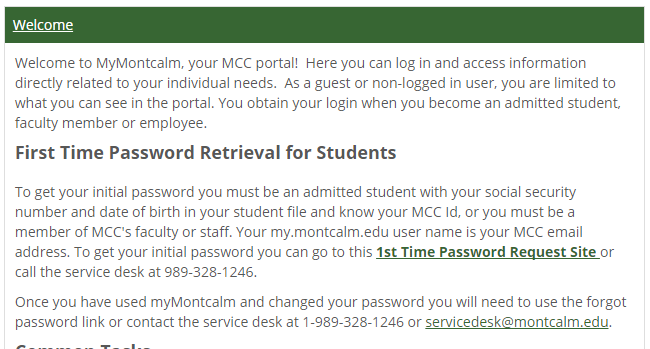 Welcome
Welcome to MyMontcalm, your MCC portal!  Here you can log in and access information
directly related to your individual needs.  As a guest or non-logged in user, you are limited to
what you can see in the portal. You obtain your login when you become an admitted student,
faculty member or employee.
First Time Password Retrieval for Students
To get your initial password you must be an admitted student with your social security
number and date of birth in your student file and know your MCC Id, or you must be a
member of MCC's faculty or staff. Your my.montcalm.edu user name is your MCC email
address. To get your initial password you can go to this 1st Time Password Request Site or
call the service desk at 989-328-1246.
Once you have used myMontcalm and changed your password you will need to use the forgot
password link or contact the service desk at 1-989-328-1246 or servicedesk@montcalm.edu.
Common Tasks